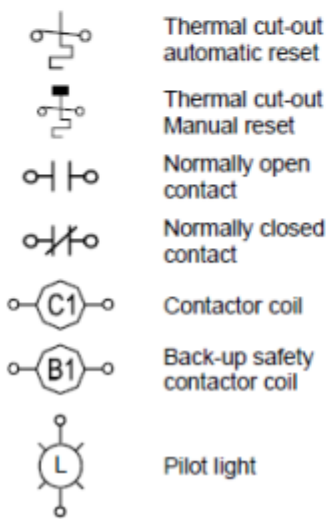 Thermal cut-out
automatic reset
Thermal cut-out
Manual reset
Normally open
contact
Normally closed
contact
C1
Contactor coil
B1
Back-up safety
contactor coil
L
Pilot light